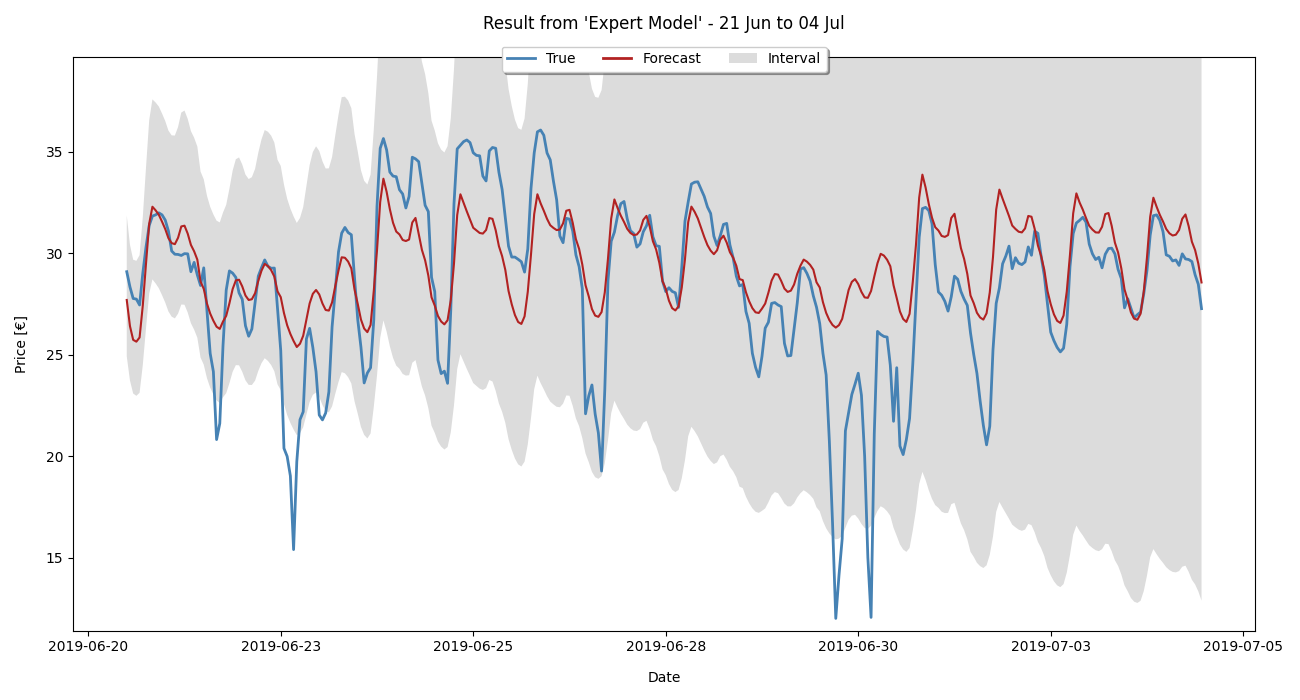 Result from 'Expert Model' - 21 Jun to 04 Jul
True Forecast Interval
Price [€]
35
30
25
20
15
2019-06-20 2019-06-23 2019-06-25 2019-06-28 2019-06-30 2019-07-03 2019-07-05
Date